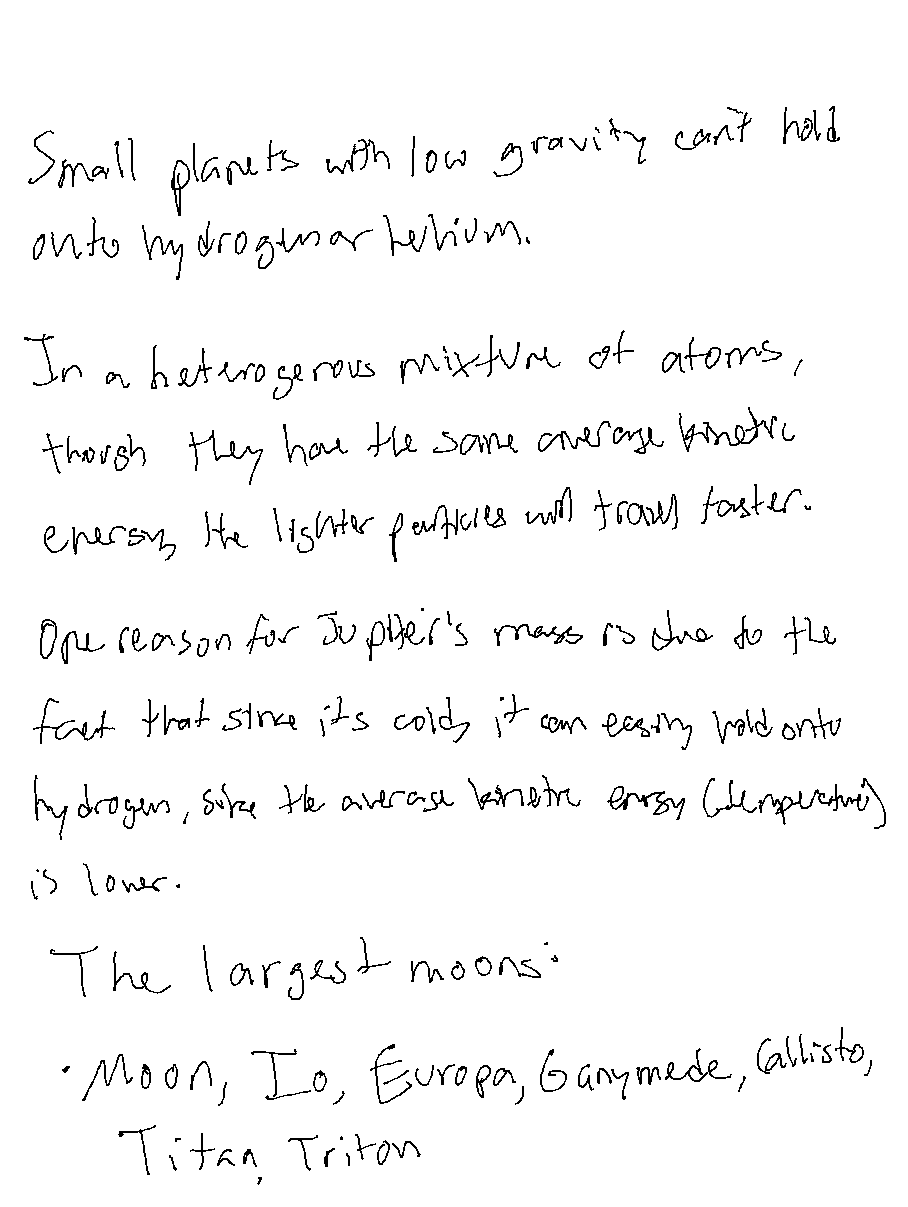 Small planets with low gravity can't hold
onto hydrogen or helium.
In a heterogenous mixture of atoms,
though they have the same average kinetic
energy, the lighter particles will travel faster.
One reason for Jupiter's mass is due to the
fact that since it's cold, it can easily hold onto
hydrogen, since the average kinetic energy (temperature)
is lower.
The largest moons:
• Moon, Io, Europa, Ganymede, Callisto,
Titan, Triton